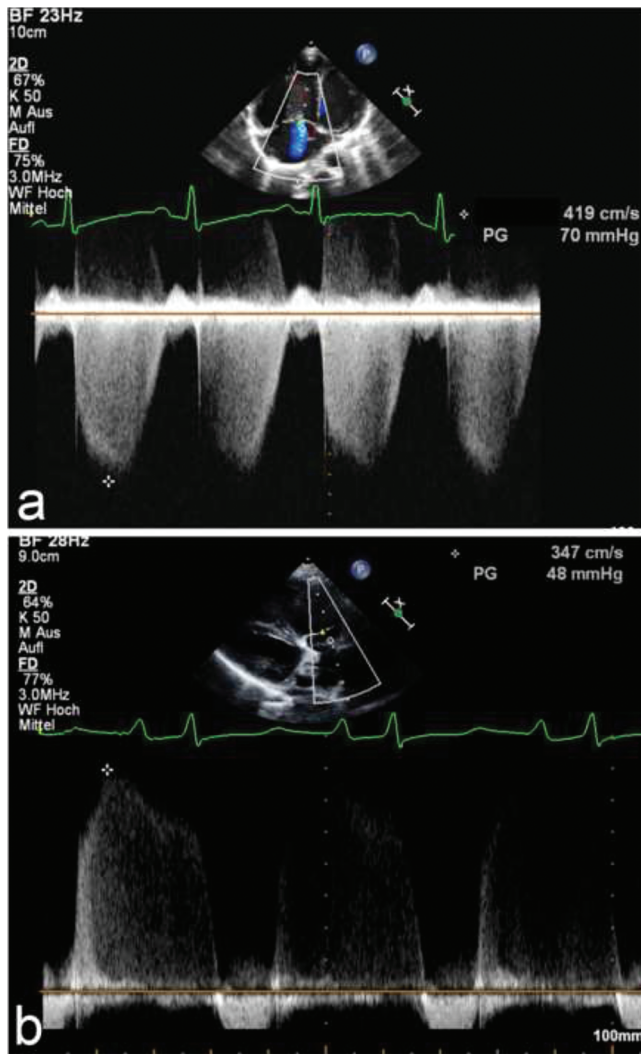 BF 23Hz
10cm
2D
67%
K 50
M Aus
Aufl
FD
75%
3.0MHz
WF Hoch
Mittel
P
X
419 cm/s
PG 70 mmHg
a
BF 28Hz
9.0cm
2D
64%
K 50
M Aus
Aufl
FD
77%
3.0MHz
WF Hoch
Mittel
P
X
347 cm/s
PG 48 mmHg
b
100mm